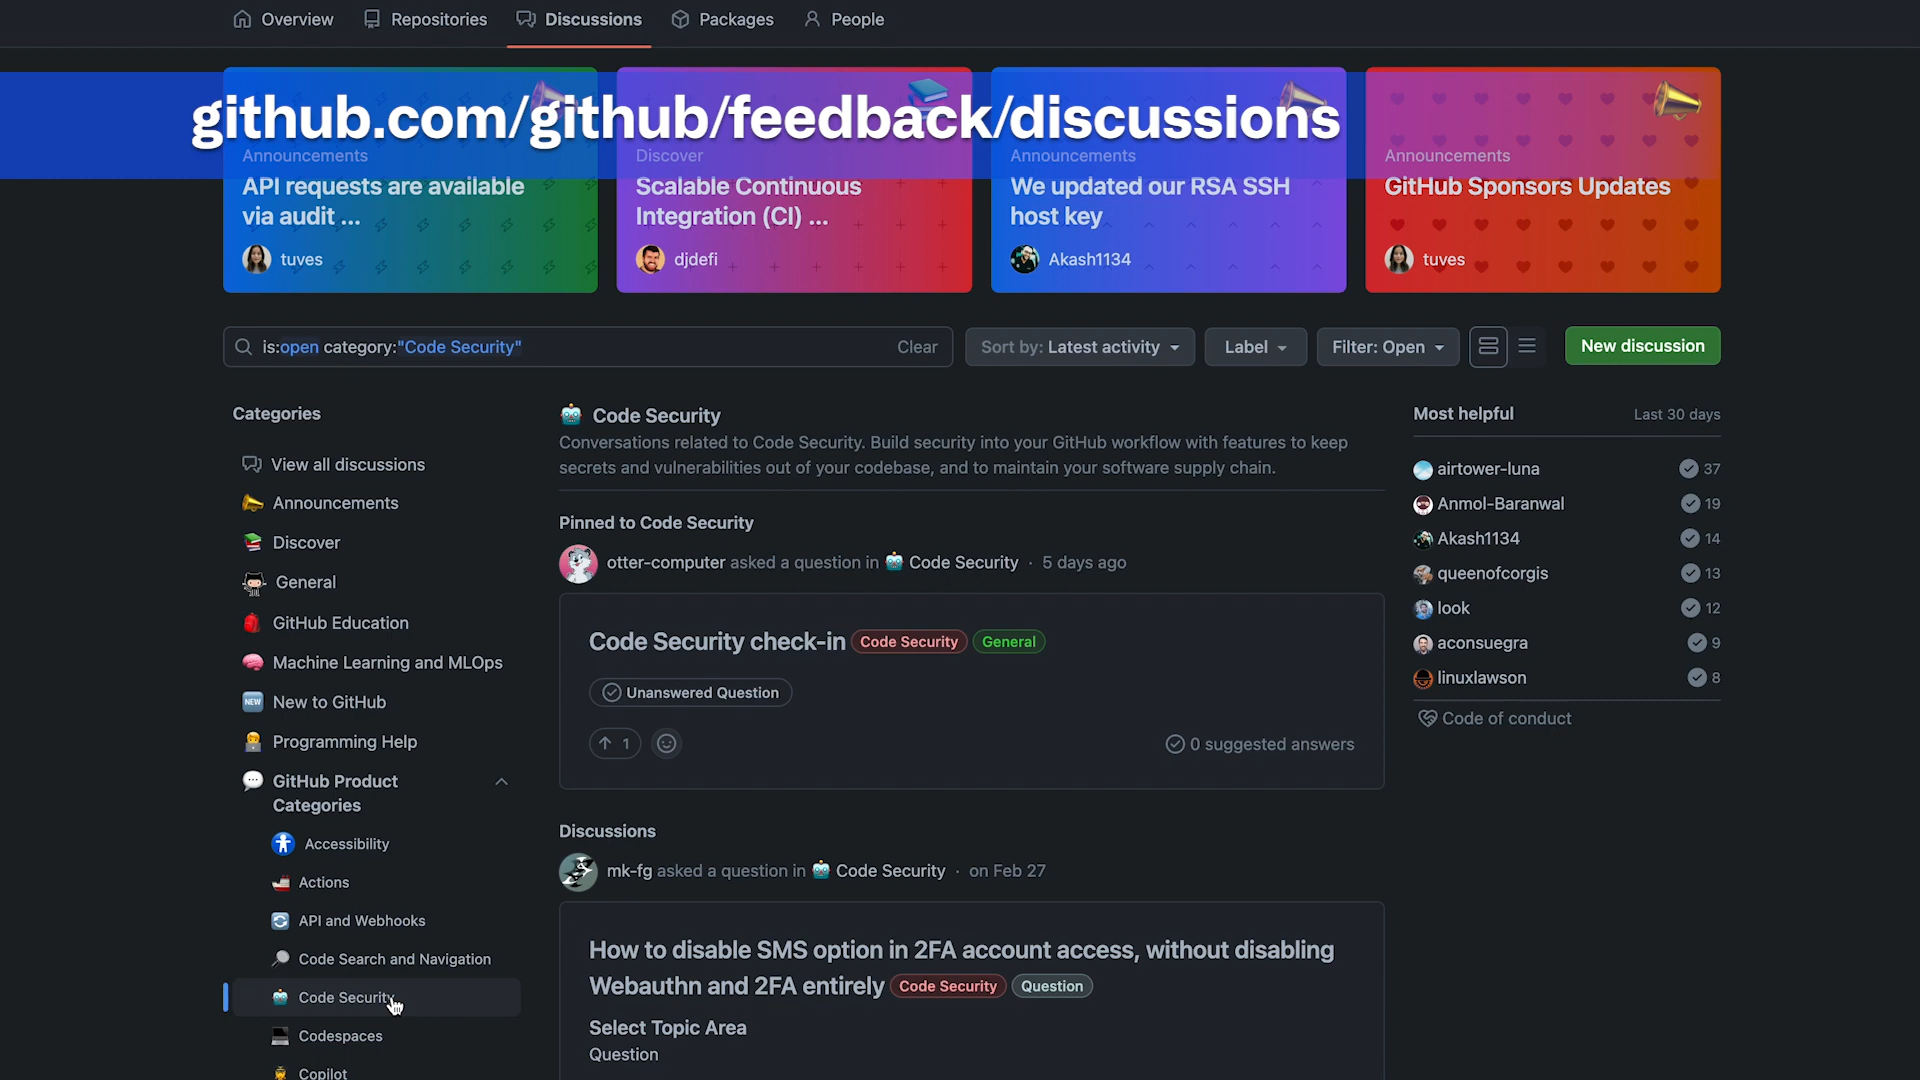 Overview
Repositories
Discussions
Packages
People
github.com/github/feedback/discussions
Announcements
API requests are available
via audit ...
tuves
Discover
Scalable Continuous
Integration (CI) ...
djdefi
Announcements
We updated our RSA SSH
host key
Akash1134
Announcements
GitHub Sponsors Updates
tuves
is:open category:"Code Security"
Clear
Sort by: Latest activity
Label
Filter: Open
New discussion
Categories
View all discussions
Announcements
Discover
General
GitHub Education
Machine Learning and MLOps
NEW
New to GitHub
Programming Help
GitHub Product
Categories
Accessibility
Actions
API and Webhooks
Code Search and Navigation
Code Security
Codespaces
Copilot
Code Security
Conversations related to Code Security. Build security into your GitHub workflow with features to keep
secrets and vulnerabilities out of your codebase, and to maintain your software supply chain.
Pinned to Code Security
otter-computer asked a question in Code Security · 5 days ago
Code Security check-in Code Security General
Unanswered Question
1
0 suggested answers
Discussions
mk-fg asked a question in Code Security · on Feb 27
How to disable SMS option in 2FA account access, without disabling
Webauthn and 2FA entirely Code Security Question
Select Topic Area
Question
Most helpful
Last 30 days
airtower-luna 37
Anmol-Baranwal 19
Akash1134 14
queenofcorgis 13
look 12
aconsuegra 9
linuxlawson 8
Code of conduct